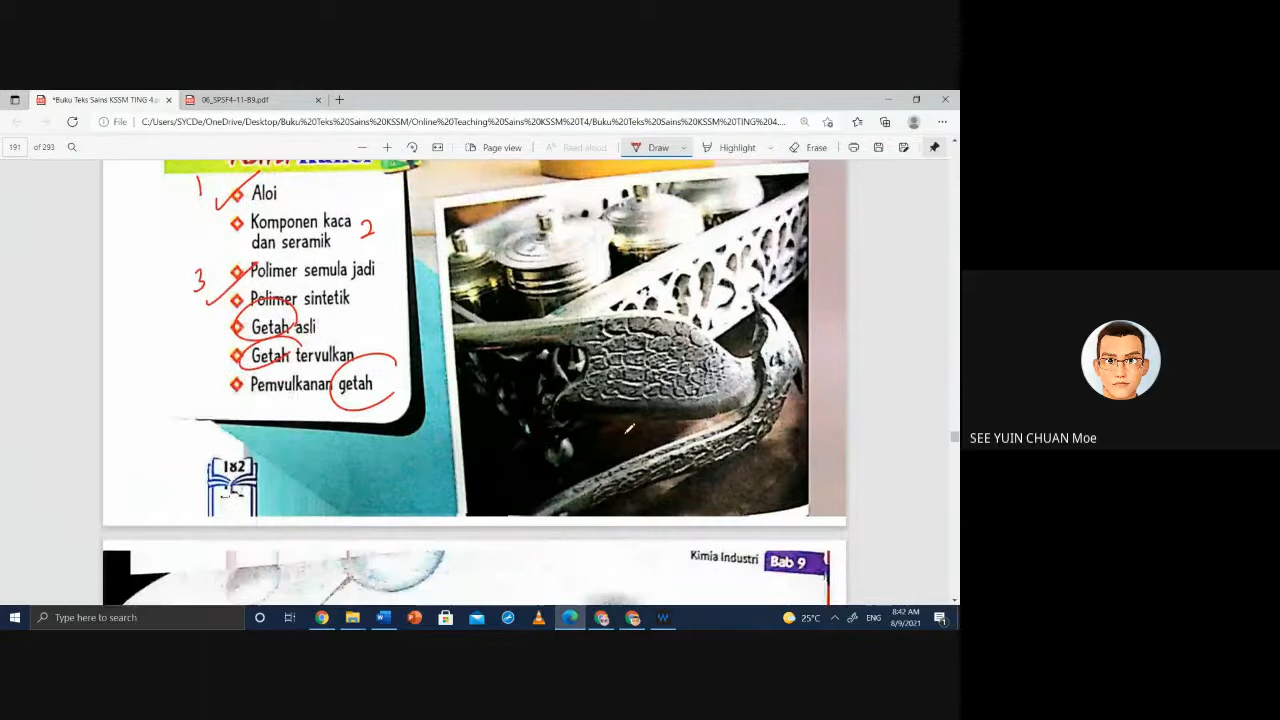 *Buku Teks Sains KSSM TING 4.p
06_SPSF4-11-B9.pdf
File
C:/Users/SYCDe/OneDrive/Desktop/Buku%20Teks%20Sains%20KSSM/Online%20Teaching%20Sains%20KSSM%20T4/Buku%20Teks%20Sains%20KSSM%20TING%204....
191 of 293
Page view
Read aloud
Draw
Highlight
Erase
1
Aloi
Komponen kaca
dan seramik
2
3
Polimer semula jadi
Polimer sintetik
Getah asli
Getah tervulkan
Pemvulkanan getah
182
Kimia Industri Bab 9
SEE YUIN CHUAN Moe
Type here to search
25°C
ENG
8:42 AM
8/9/2021